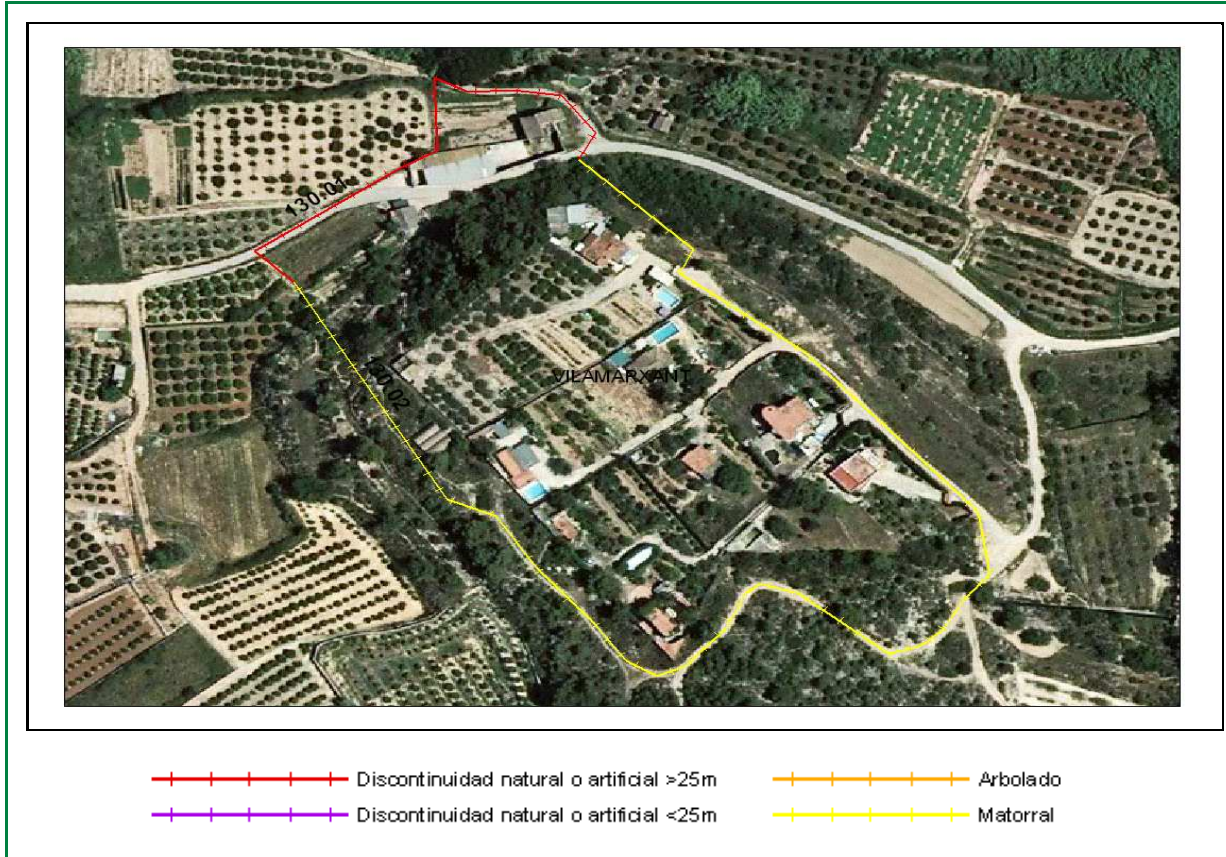 130.01
130.02
VILAMARXANT
Discontinuidad natural o artificial >25m
Arbolado
Discontinuidad natural o artificial <25m
Matorral